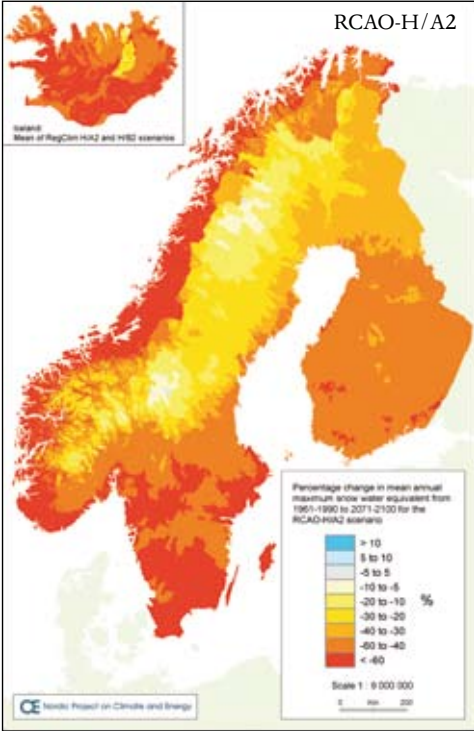 RCAO-H/A2
Iceland:
Mean of RegClim H/A2 and H/B2 scenarios
Percentage change in mean annual
maximum snow water equivalent from
1961-1990 to 2071-2100 for the
RCAO-H/A2 scenario
> 10
5 to 10
-5 to 5
-10 to -5
-20 to -10
-30 to -20
-40 to -30
-60 to -40
< -60
%
Scale 1 : 9 000 000
0 km 200
CE Nordic Project on Climate and Energy